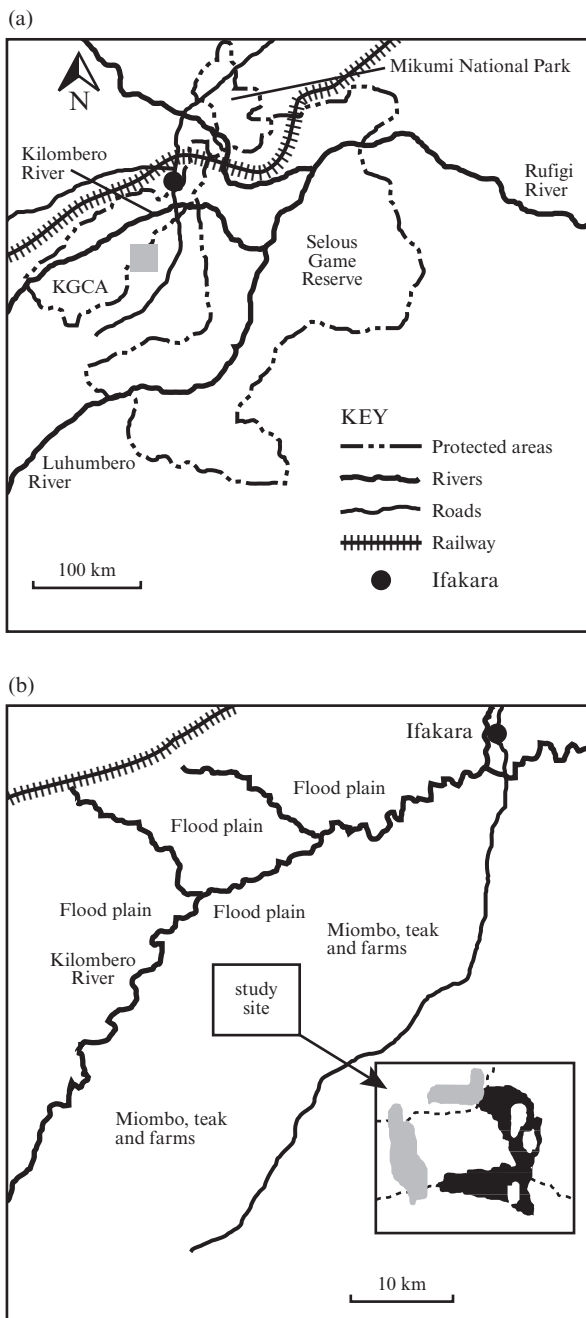 (a)
Mikumi National Park
N
Kilombero
River
Rufigi
River
Selous
Game
Reserve
KGCA
KEY
Protected areas
Luhumbero
River
Rivers
Roads
Railway
100 km
Ifakara
(b)
Ifakara
Flood plain
Flood plain
Flood plain
Flood plain
Kilombero
River
Miombo, teak
and farms
study
site
Miombo, teak
and farms
10 km